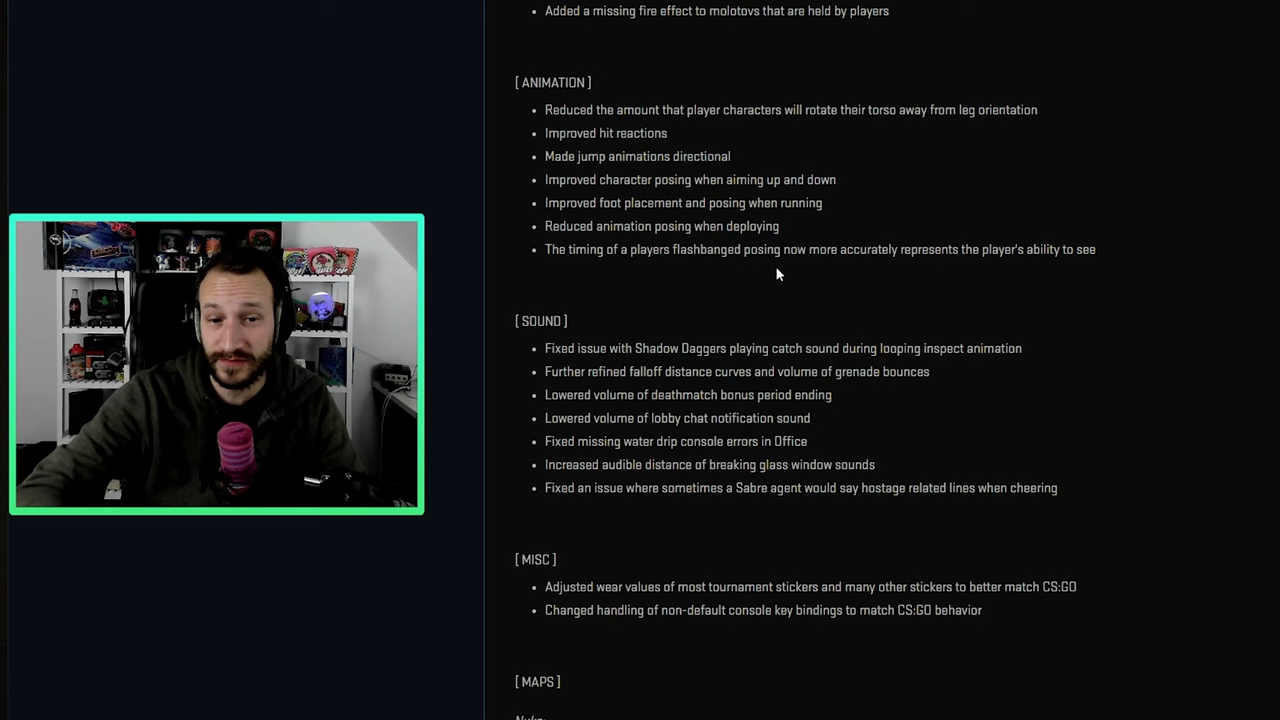 Added a missing fire effect to molotovs that are held by players
[ ANIMATION ]
Reduced the amount that player characters will rotate their torso away from leg orientation
Improved hit reactions
Made jump animations directional
Improved character posing when aiming up and down
Improved foot placement and posing when running
Reduced animation posing when deploying
The timing of a players flashbanged posing now more accurately represents the player's ability to see
[ SOUND ]
Fixed issue with Shadow Daggers playing catch sound during looping inspect animation
Further refined falloff distance curves and volume of grenade bounces
Lowered volume of deathmatch bonus period ending
Lowered volume of lobby chat notification sound
Fixed missing water drip console errors in Office
Increased audible distance of breaking glass window sounds
Fixed an issue where sometimes a Sabre agent would say hostage related lines when cheering
[ MISC ]
Adjusted wear values of most tournament stickers and many other stickers to better match CS:GO
Changed handling of non-default console key bindings to match CS:GO behavior
[ MAPS ]